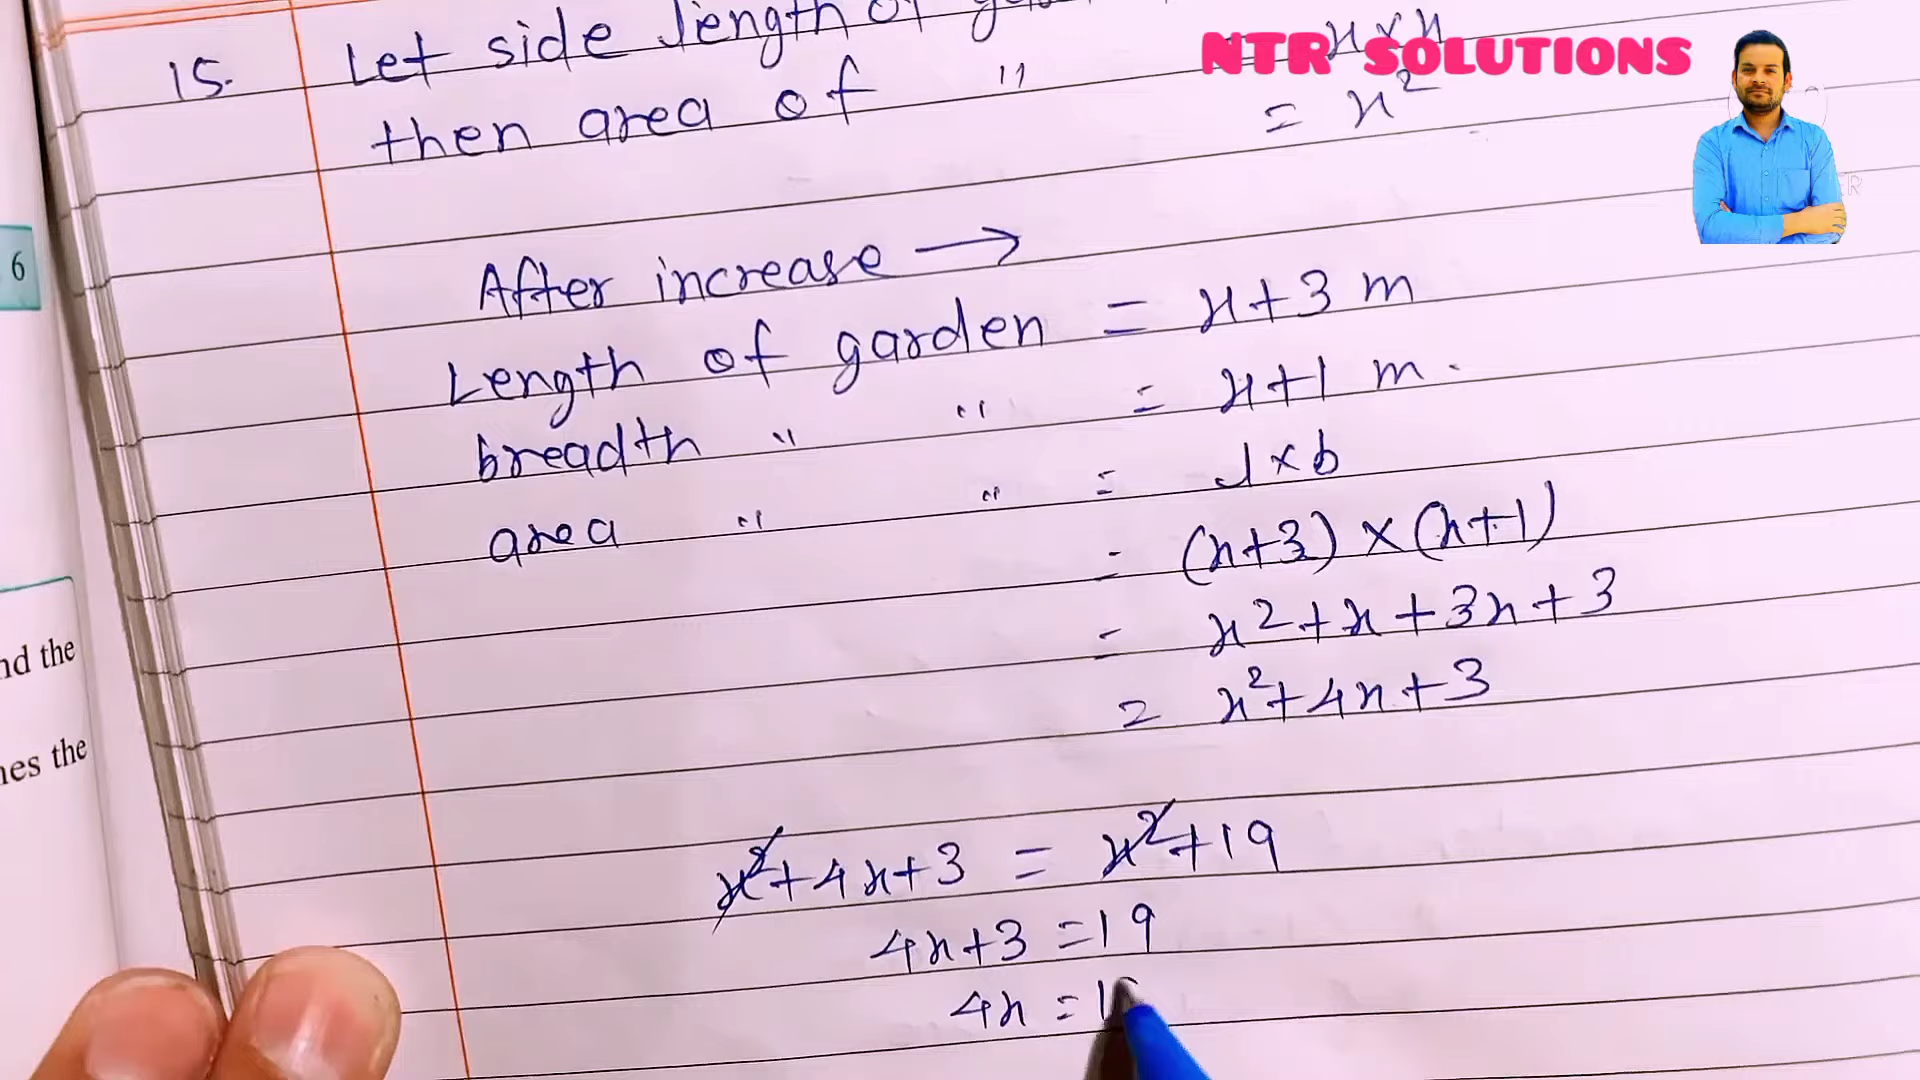 NTR SOLUTIONS
15. Let side length of
= x × x
then area of "
= x²
After increase →
Length of garden = x+3 m
breadth " " = x+1 m.
area " " = l×b
= (x+3) × (x+1)
= x²+x+3x+3
= x²+4x+3
x²+4x+3 = x²+19
4x+3 = 19
4x =
6
nd the
nes the